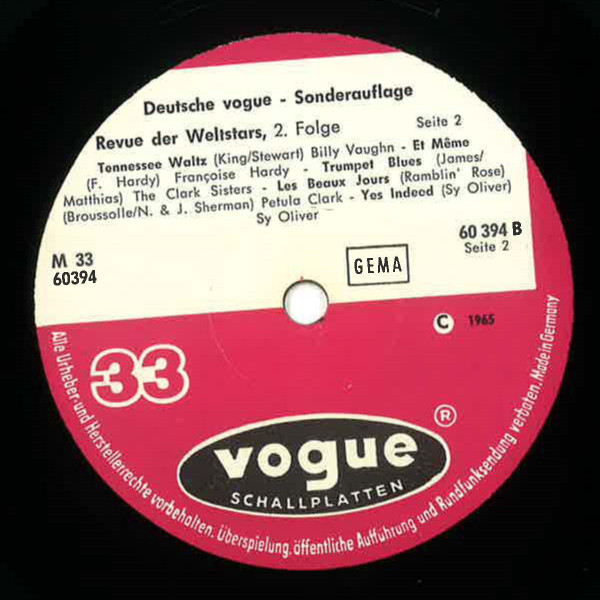 Deutsche vogue - Sonderauflage
Revue der Weltstars, 2. Folge Seite 2
Tennessee Waltz (King/Stewart) Billy Vaughn - Et Même
(F. Hardy) Françoise Hardy - Trumpet Blues (James/
Matthias) The Clark Sisters - Les Beaux Jours (Ramblin' Rose)
(Broussolle/N. & J. Sherman) Petula Clark - Yes Indeed (Sy Oliver)
Sy Oliver
M 33
60394
GEMA
60 394 B
Seite 2
C 1965
33
vogue ®
SCHALLPLATTEN
Alle Urheber-und Herstellerrechte vorbehalten. Überspielung, öffentliche Aufführung und Rundfunksendung verboten. Made in Germany